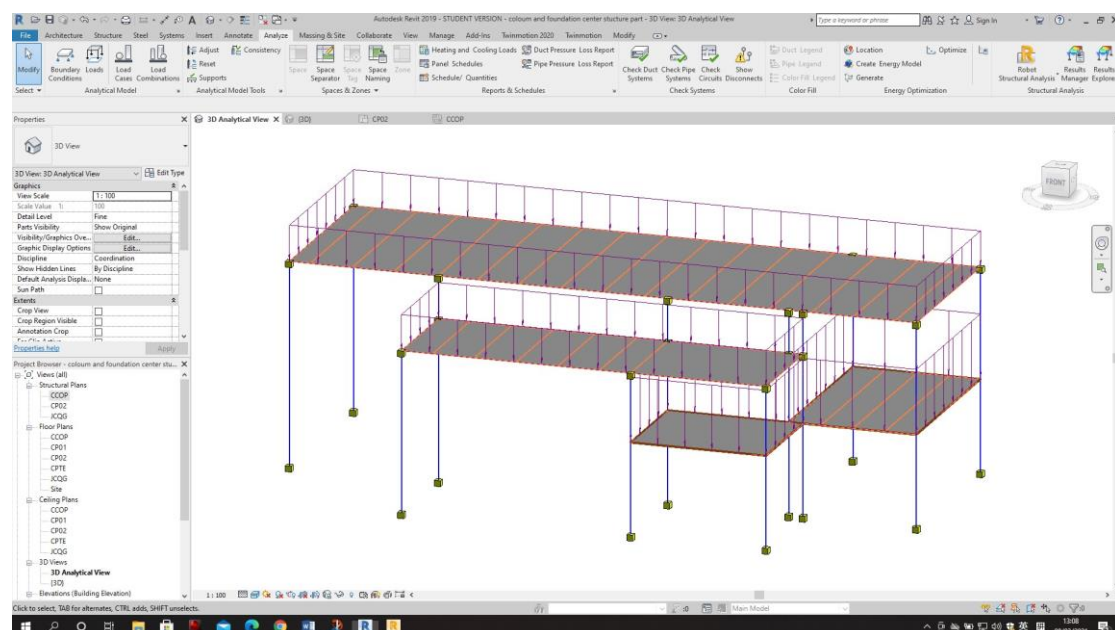 Autodesk Revit 2019 - STUDENT VERSION - coloum and foundation center stucture part - 3D View: 3D Analytical View
Type a keyword or phrase
Sign In
File Architecture Structure Steel Systems Insert Annotate Analyze Massing & Site Collaborate View Manage Add-Ins Twinmotion 2020 Twinmotion Modify
Modify
Boundary Conditions
Loads
Load Cases
Load Combinations
Adjust
Reset
Supports
Consistency
Space
Space Separator
Space Tag
Space Naming
Zone
Heating and Cooling Loads
Panel Schedules
Schedule/ Quantities
Duct Pressure Loss Report
Pipe Pressure Loss Report
Check Duct Systems
Check Pipe Systems
Check Circuits
Show Disconnects
Duct Legend
Pipe Legend
Color Fill Legend
Location
Create Energy Model
Generate
Optimize
Robot Structural Analysis
Results Manager
Results Explore
Select
Analytical Model
Analytical Model Tools
Spaces & Zones
Reports & Schedules
Check Systems
Color Fill
Energy Optimization
Structural Analysis
Properties
3D View
3D View: 3D Analytical View
Edit Type
Graphics
View Scale 1 : 100
Scale Value 1: 100
Detail Level Fine
Parts Visibility Show Original
Visibility/Graphics Ove... Edit...
Graphic Display Options Edit...
Discipline Coordination
Show Hidden Lines By Discipline
Default Analysis Displa... None
Sun Path
Extents
Crop View
Crop Region Visible
Annotation Crop
Properties help
Apply
Project Browser - coloum and foundation center stu...
Views (all)
Structural Plans
CCOP
CP02
JCQG
Floor Plans
CCOP
CP01
CP02
CPTE
JCQG
Site
Ceiling Plans
CCOP
CP01
CP02
CPTE
JCQG
3D Views
3D Analytical View
{3D}
Elevations (Building Elevation)
3D Analytical View
{3D}
CP02
CCOP
FRONT
1 : 100
Click to select, TAB for alternates, CTRL adds, SHIFT unselects.
:0
Main Model
:0
英
13:08